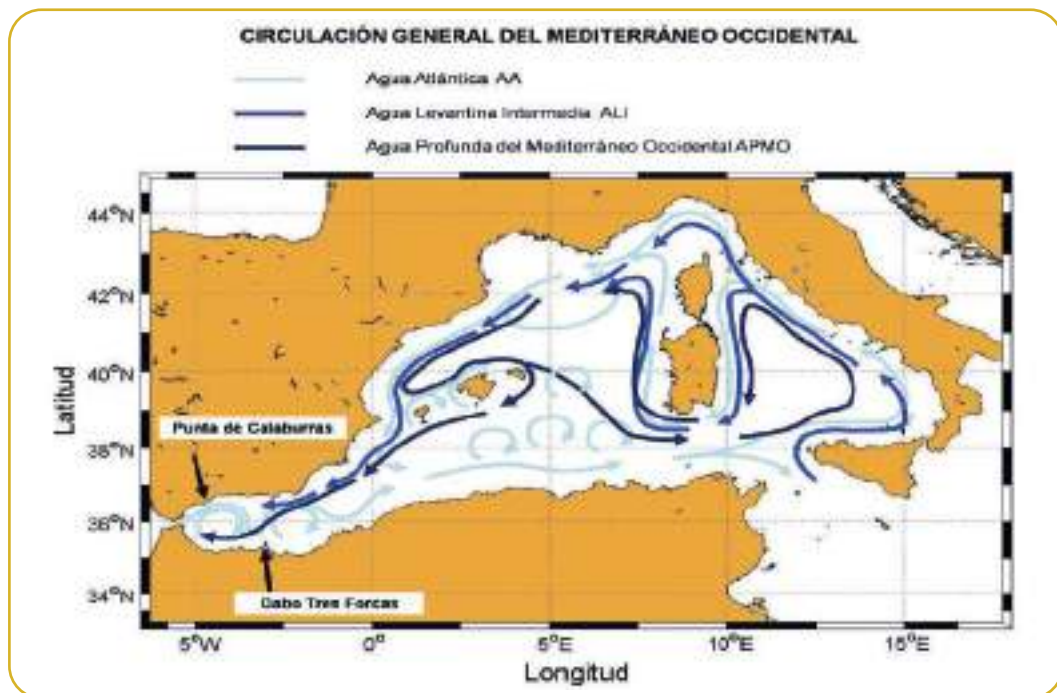 CIRCULACIÓN GENERAL DEL MEDITERRÁNEO OCCIDENTAL
Agua Atlántica AA
Agua Levantina Intermedia ALI
Agua Profunda del Mediterráneo Occidental APMO
44°N
42°N
40°N
38°N
36°N
34°N
Latitud
Punta de Calaburras
Cabo Tres Forcas
5°W
0°
5°E
10°E
15°E
Longitud